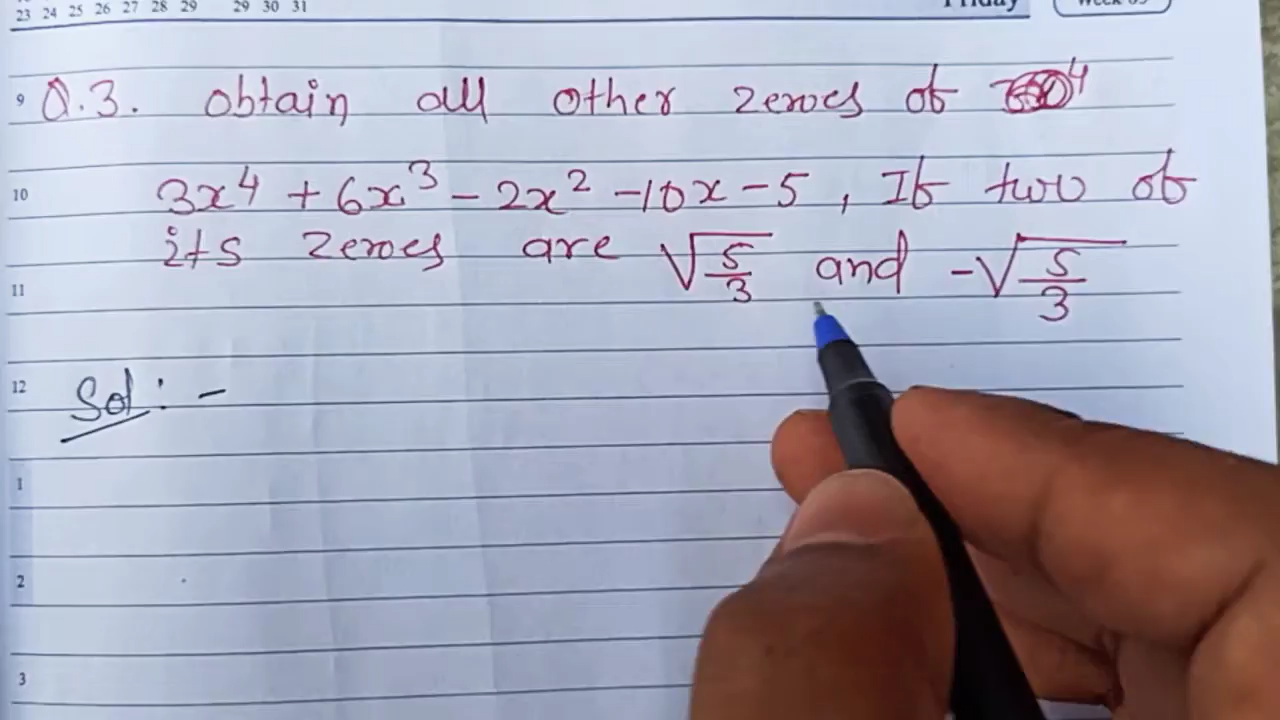 23 24 25 26 27 28 29 29 30 31
Friday
9 Q.3. obtain all other zeroes of
10 3x⁴ + 6x³ - 2x² - 10x - 5 , If two of
its zeroes are √5/3 and -√5/3
11
12 Sol:-
1
2
3